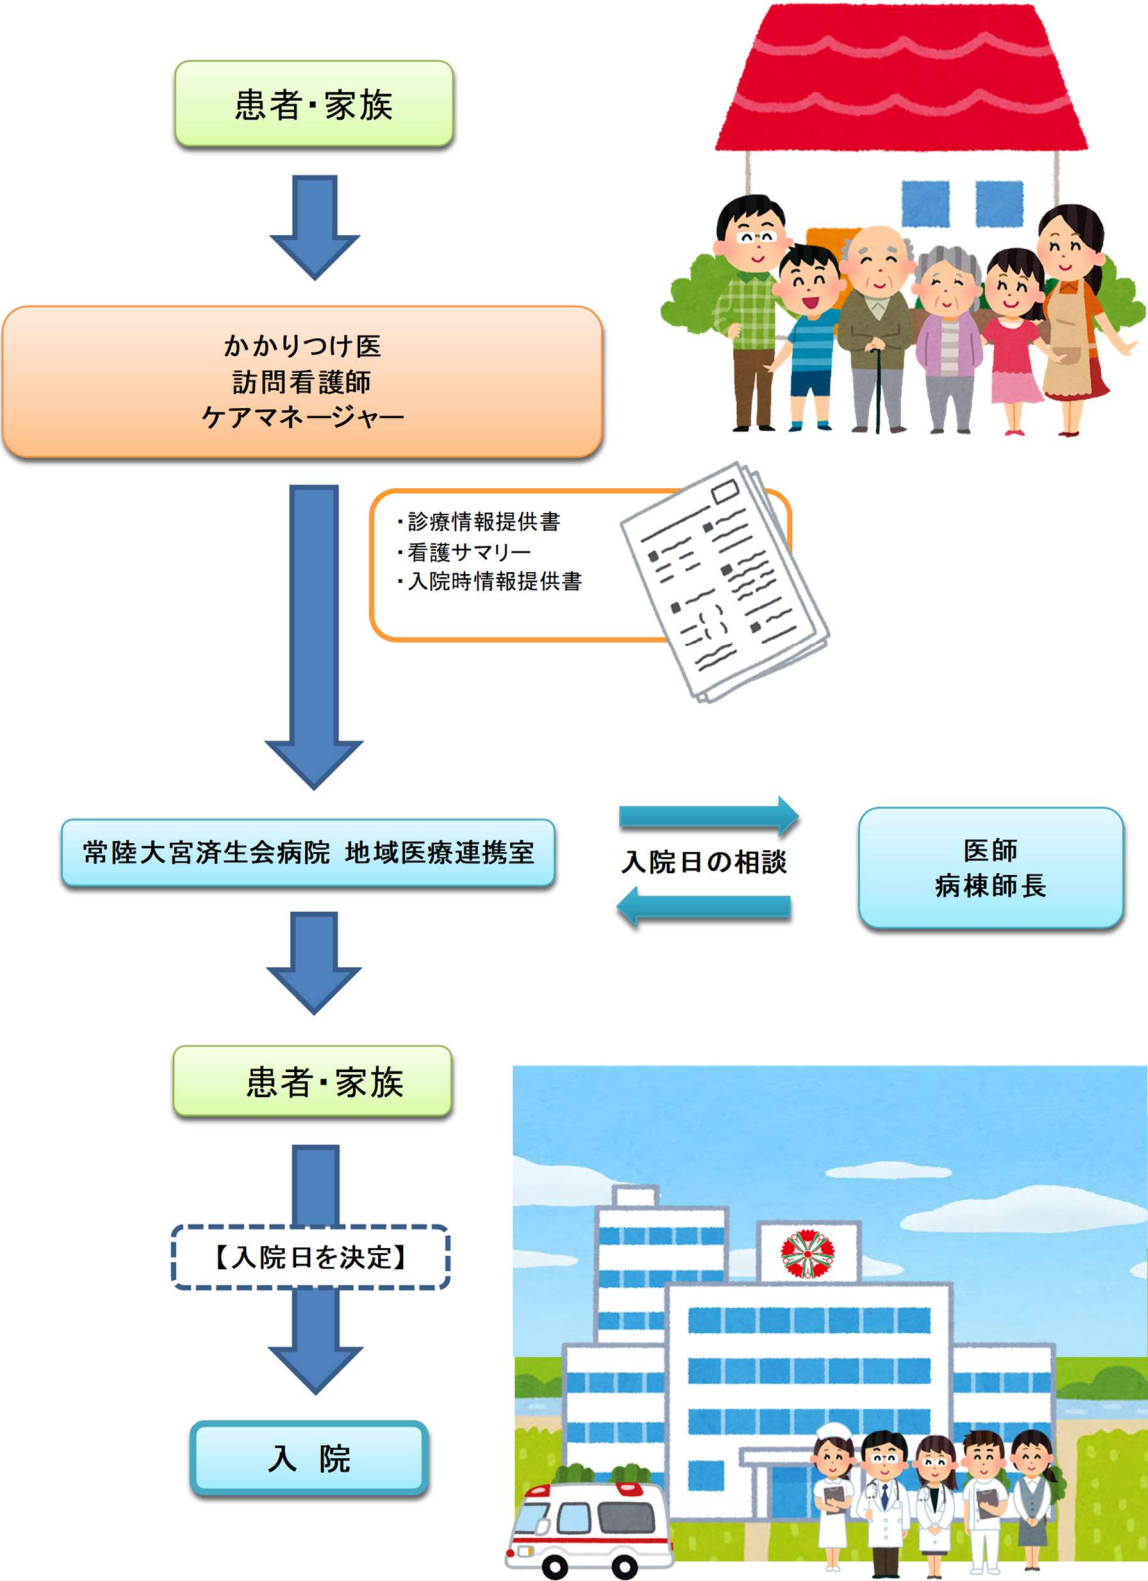 患者・家族
かかりつけ医
訪問看護師
ケアマネージャー
・診療情報提供書
・看護サマリー
・入院時情報提供書
常陸大宮済生会病院 地域医療連携室
入院日の相談
医師
病棟師長
患者・家族
【入院日を決定】
入 院